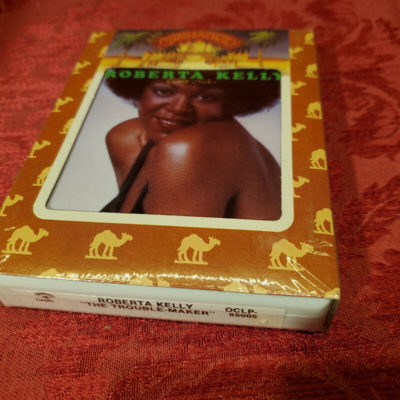 ROBERTA KELLY
ROBERTA KELLY
"THE TROUBLE-MAKER"
OCLP-
85005